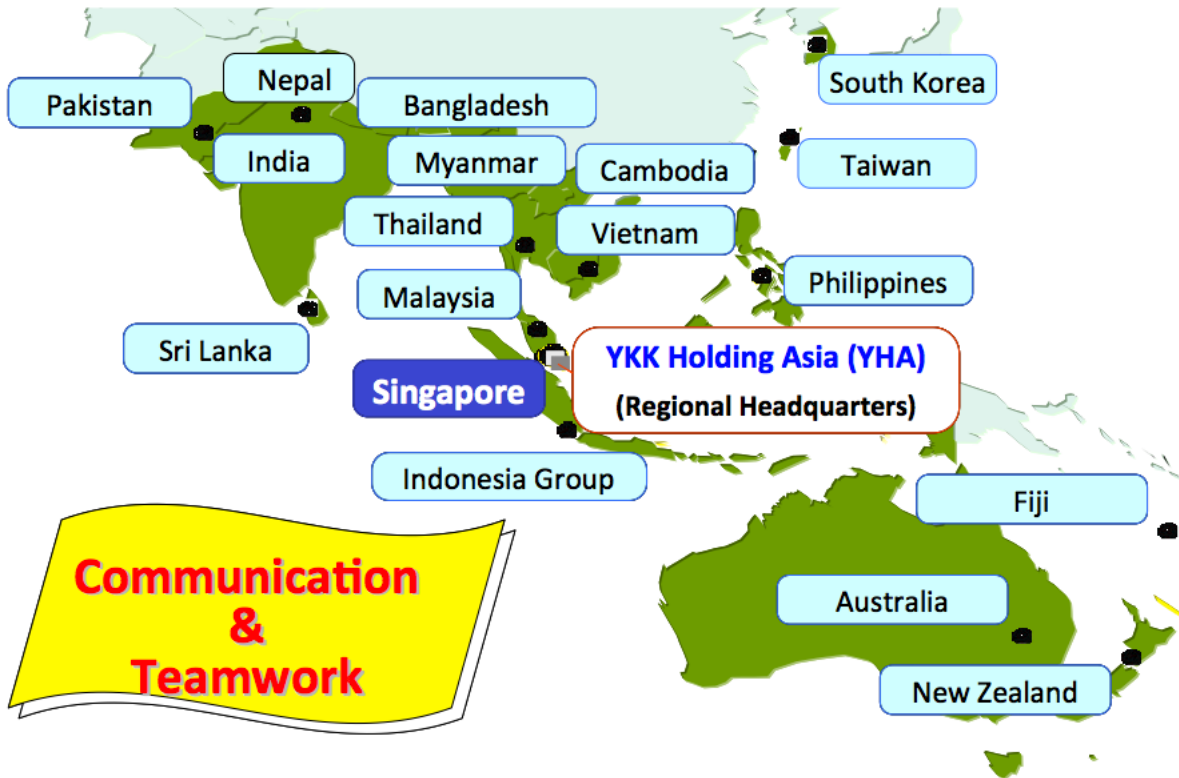 Nepal
South Korea
Pakistan
Bangladesh
India
Myanmar
Cambodia
Taiwan
Thailand
Vietnam
Malaysia
Philippines
Sri Lanka
YKK Holding Asia (YHA)
(Regional Headquarters)
Singapore
Indonesia Group
Fiji
Communication
&
Teamwork
Australia
New Zealand